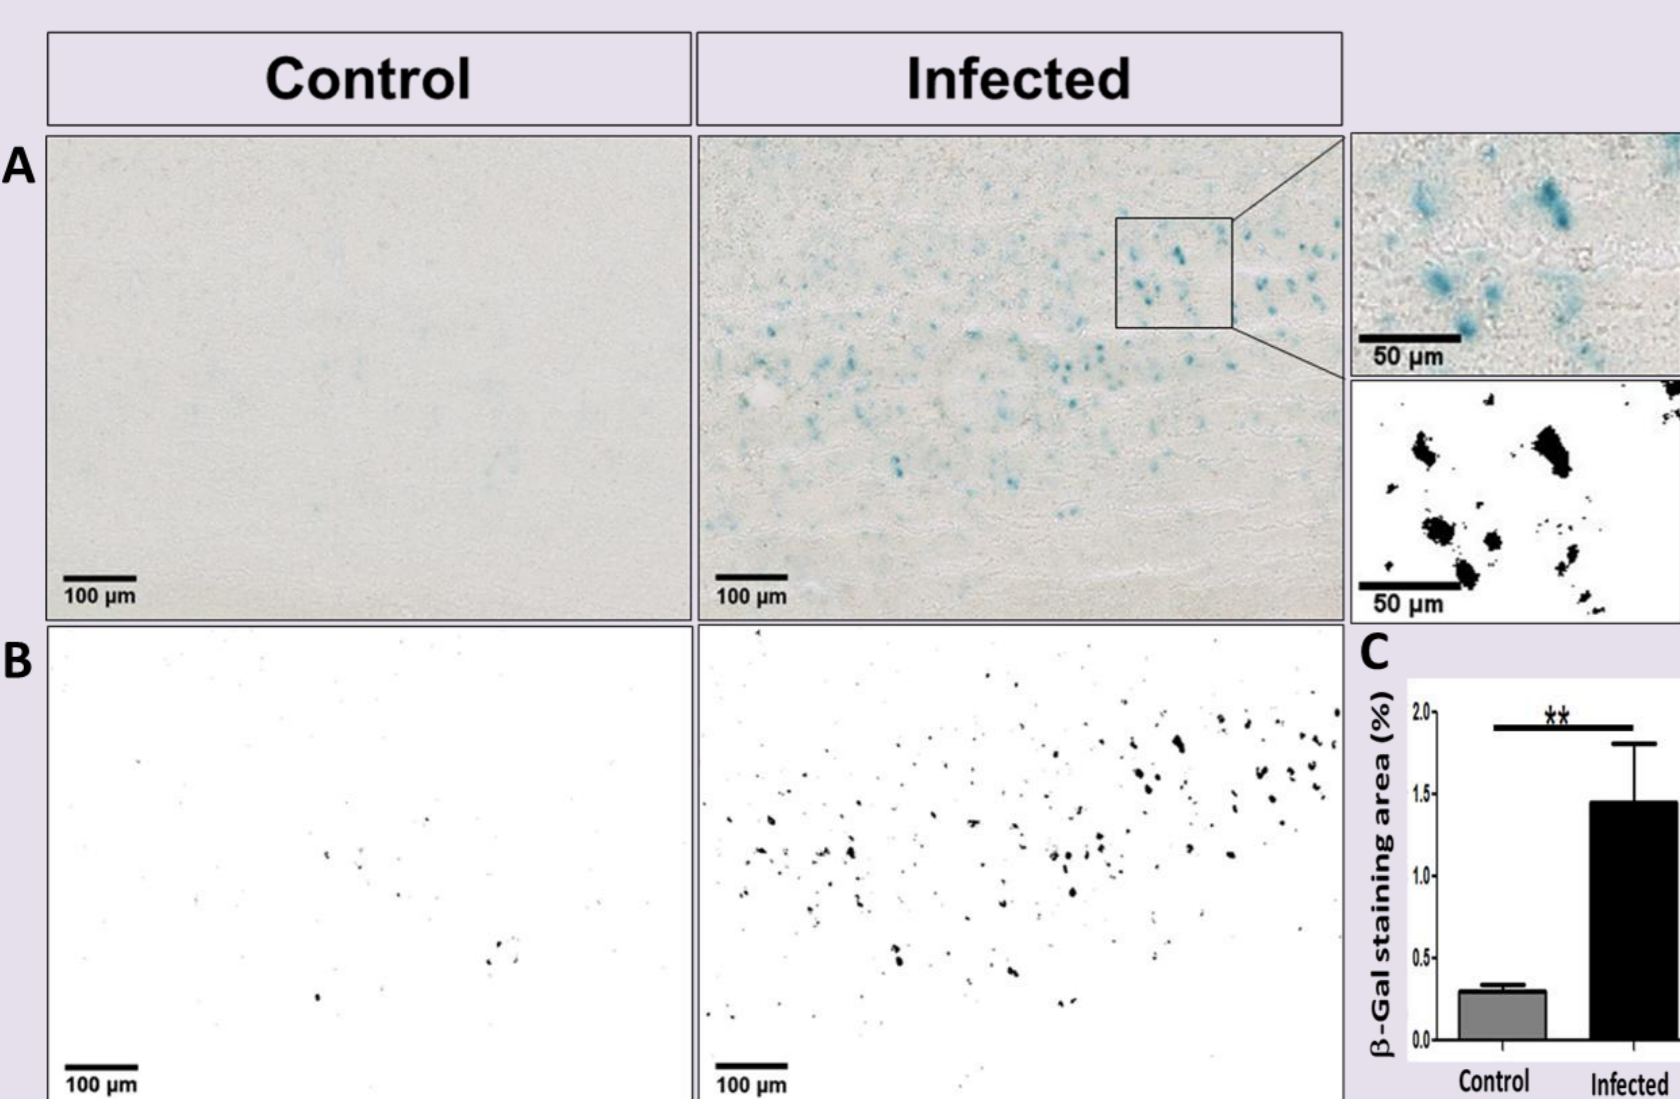 Control
Infected
A
100 µm
100 µm
50 µm
50 µm
B
100 µm
100 µm
C
β-Gal staining area (%)
2.0
1.5
1.0
0.5
0.0
**
Control
Infected